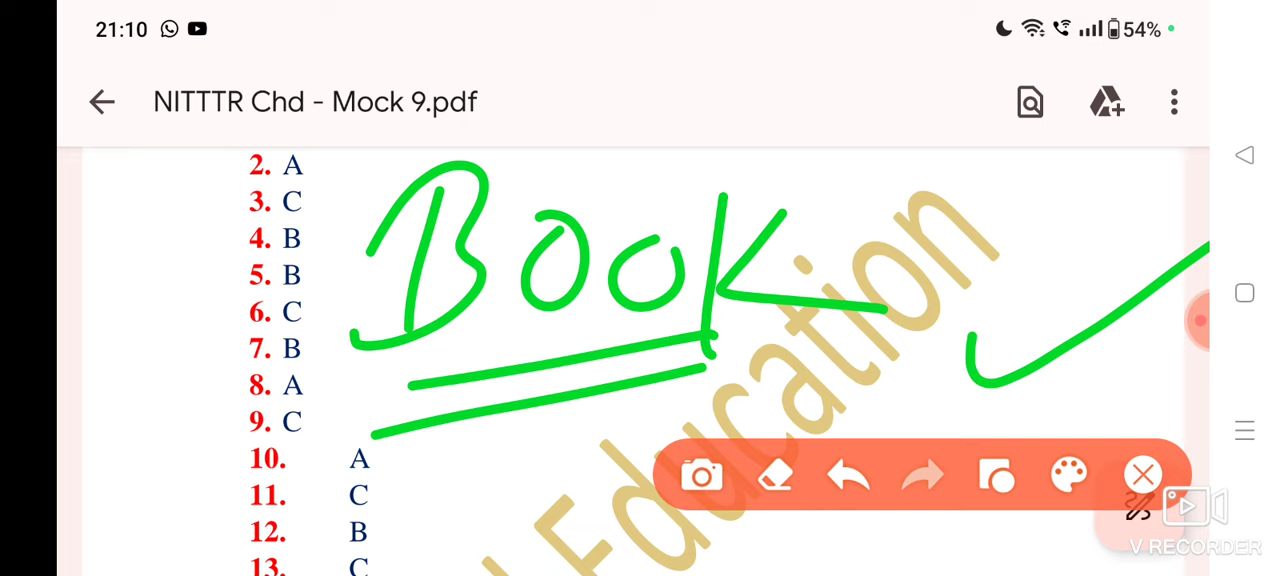 21:10 54%
NITTTR Chd - Mock 9.pdf
2. A
3. C
4. B
5. B
6. C
7. B
8. A
9. C
10. A
11. C
12. B
13. C
Book
Education
V RECORDER